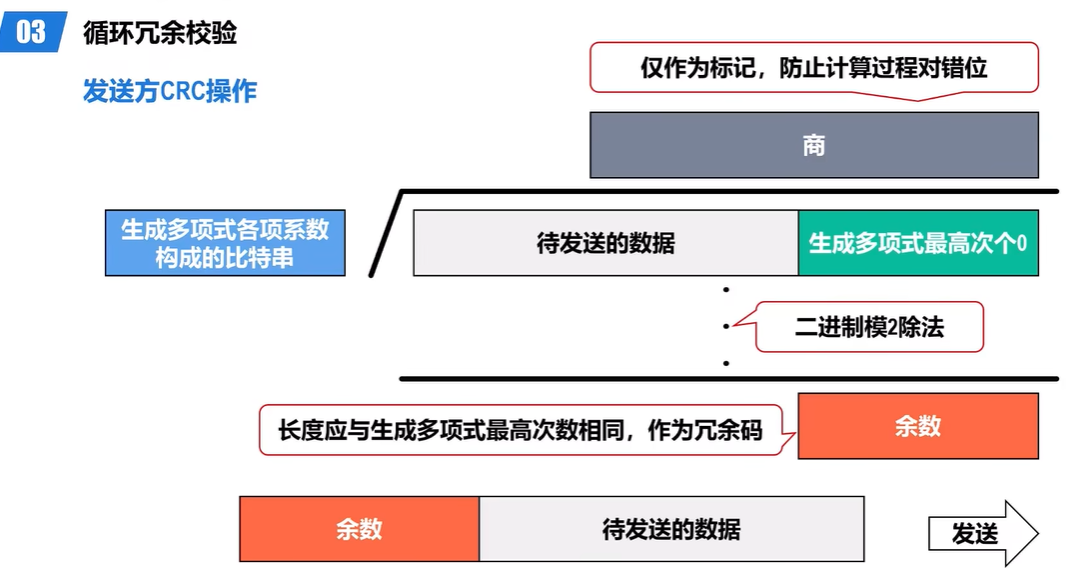 03
循环冗余校验
发送方CRC操作
仅作为标记，防止计算过程对错位
商
生成多项式各项系数
构成的比特串
待发送的数据
生成多项式最高次个0
二进制模2除法
长度应与生成多项式最高次数相同，作为冗余码
余数
余数
待发送的数据
发送